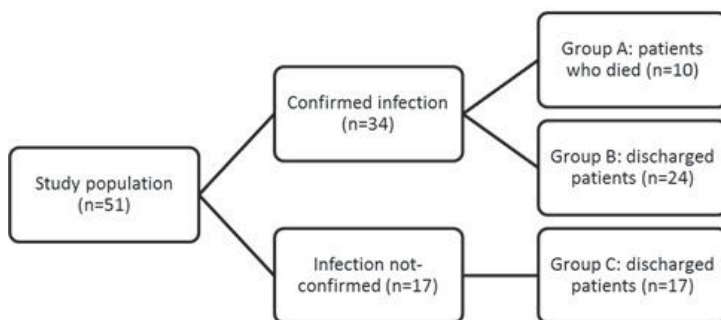 Study population
(n=51)
Confirmed infection
(n=34)
Infection not-
confirmed (n=17)
Group A: patients
who died (n=10)
Group B: discharged
patients (n=24)
Group C: discharged
patients (n=17)